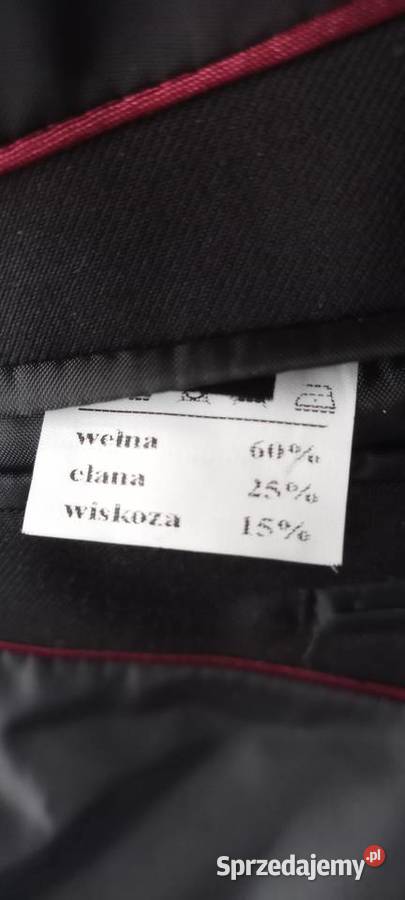 wełna 60%
elana 25%
wiskoza 15%
Sprzedajemy.pl